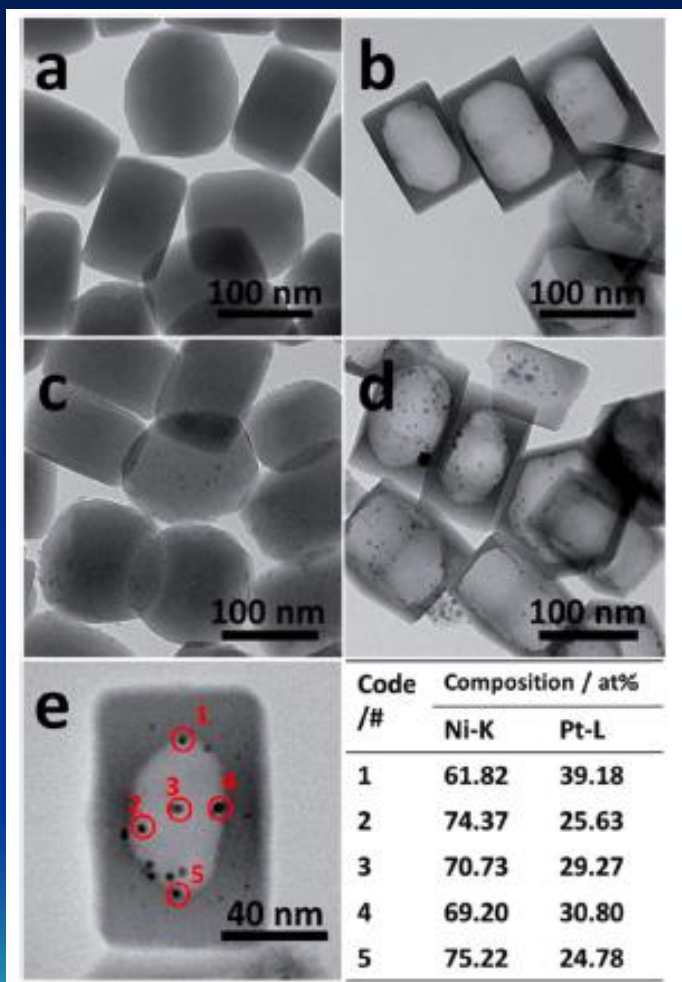 a
b
100 nm
100 nm
c
d
100 nm
100 nm
e
1
2
3
4
5
40 nm
Code /#
Composition / at%
Ni-K Pt-L
1 61.82 39.18
2 74.37 25.63
3 70.73 29.27
4 69.20 30.80
5 75.22 24.78